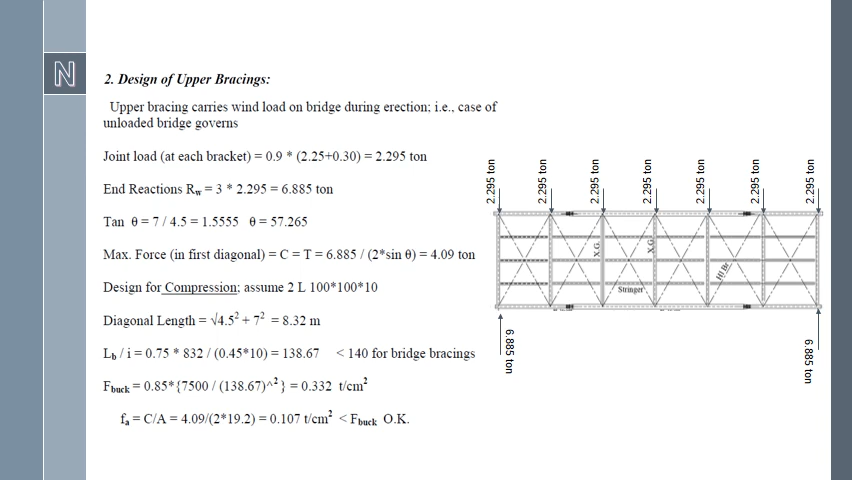 N
2. Design of Upper Bracings:
Upper bracing carries wind load on bridge during erection; i.e., case of
unloaded bridge governs
Joint load (at each bracket) = 0.9 * (2.25+0.30) = 2.295 ton
End Reactions Rw = 3 * 2.295 = 6.885 ton
Tan θ = 7 / 4.5 = 1.5555 θ = 57.265
Max. Force (in first diagonal) = C = T = 6.885 / (2*sin θ) = 4.09 ton
Design for Compression; assume 2 L 100*100*10
Diagonal Length = √4.5² + 7² = 8.32 m
Lb / i = 0.75 * 832 / (0.45*10) = 138.67 < 140 for bridge bracings
Fbuck = 0.85*{7500 / (138.67)^²} = 0.332 t/cm²
fa = C/A = 4.09/(2*19.2) = 0.107 t/cm² < Fbuck O.K.
2.295 ton
2.295 ton
2.295 ton
2.295 ton
2.295 ton
2.295 ton
2.295 ton
X.G.
X.G.
Stringer
6.885 ton
6.885 ton